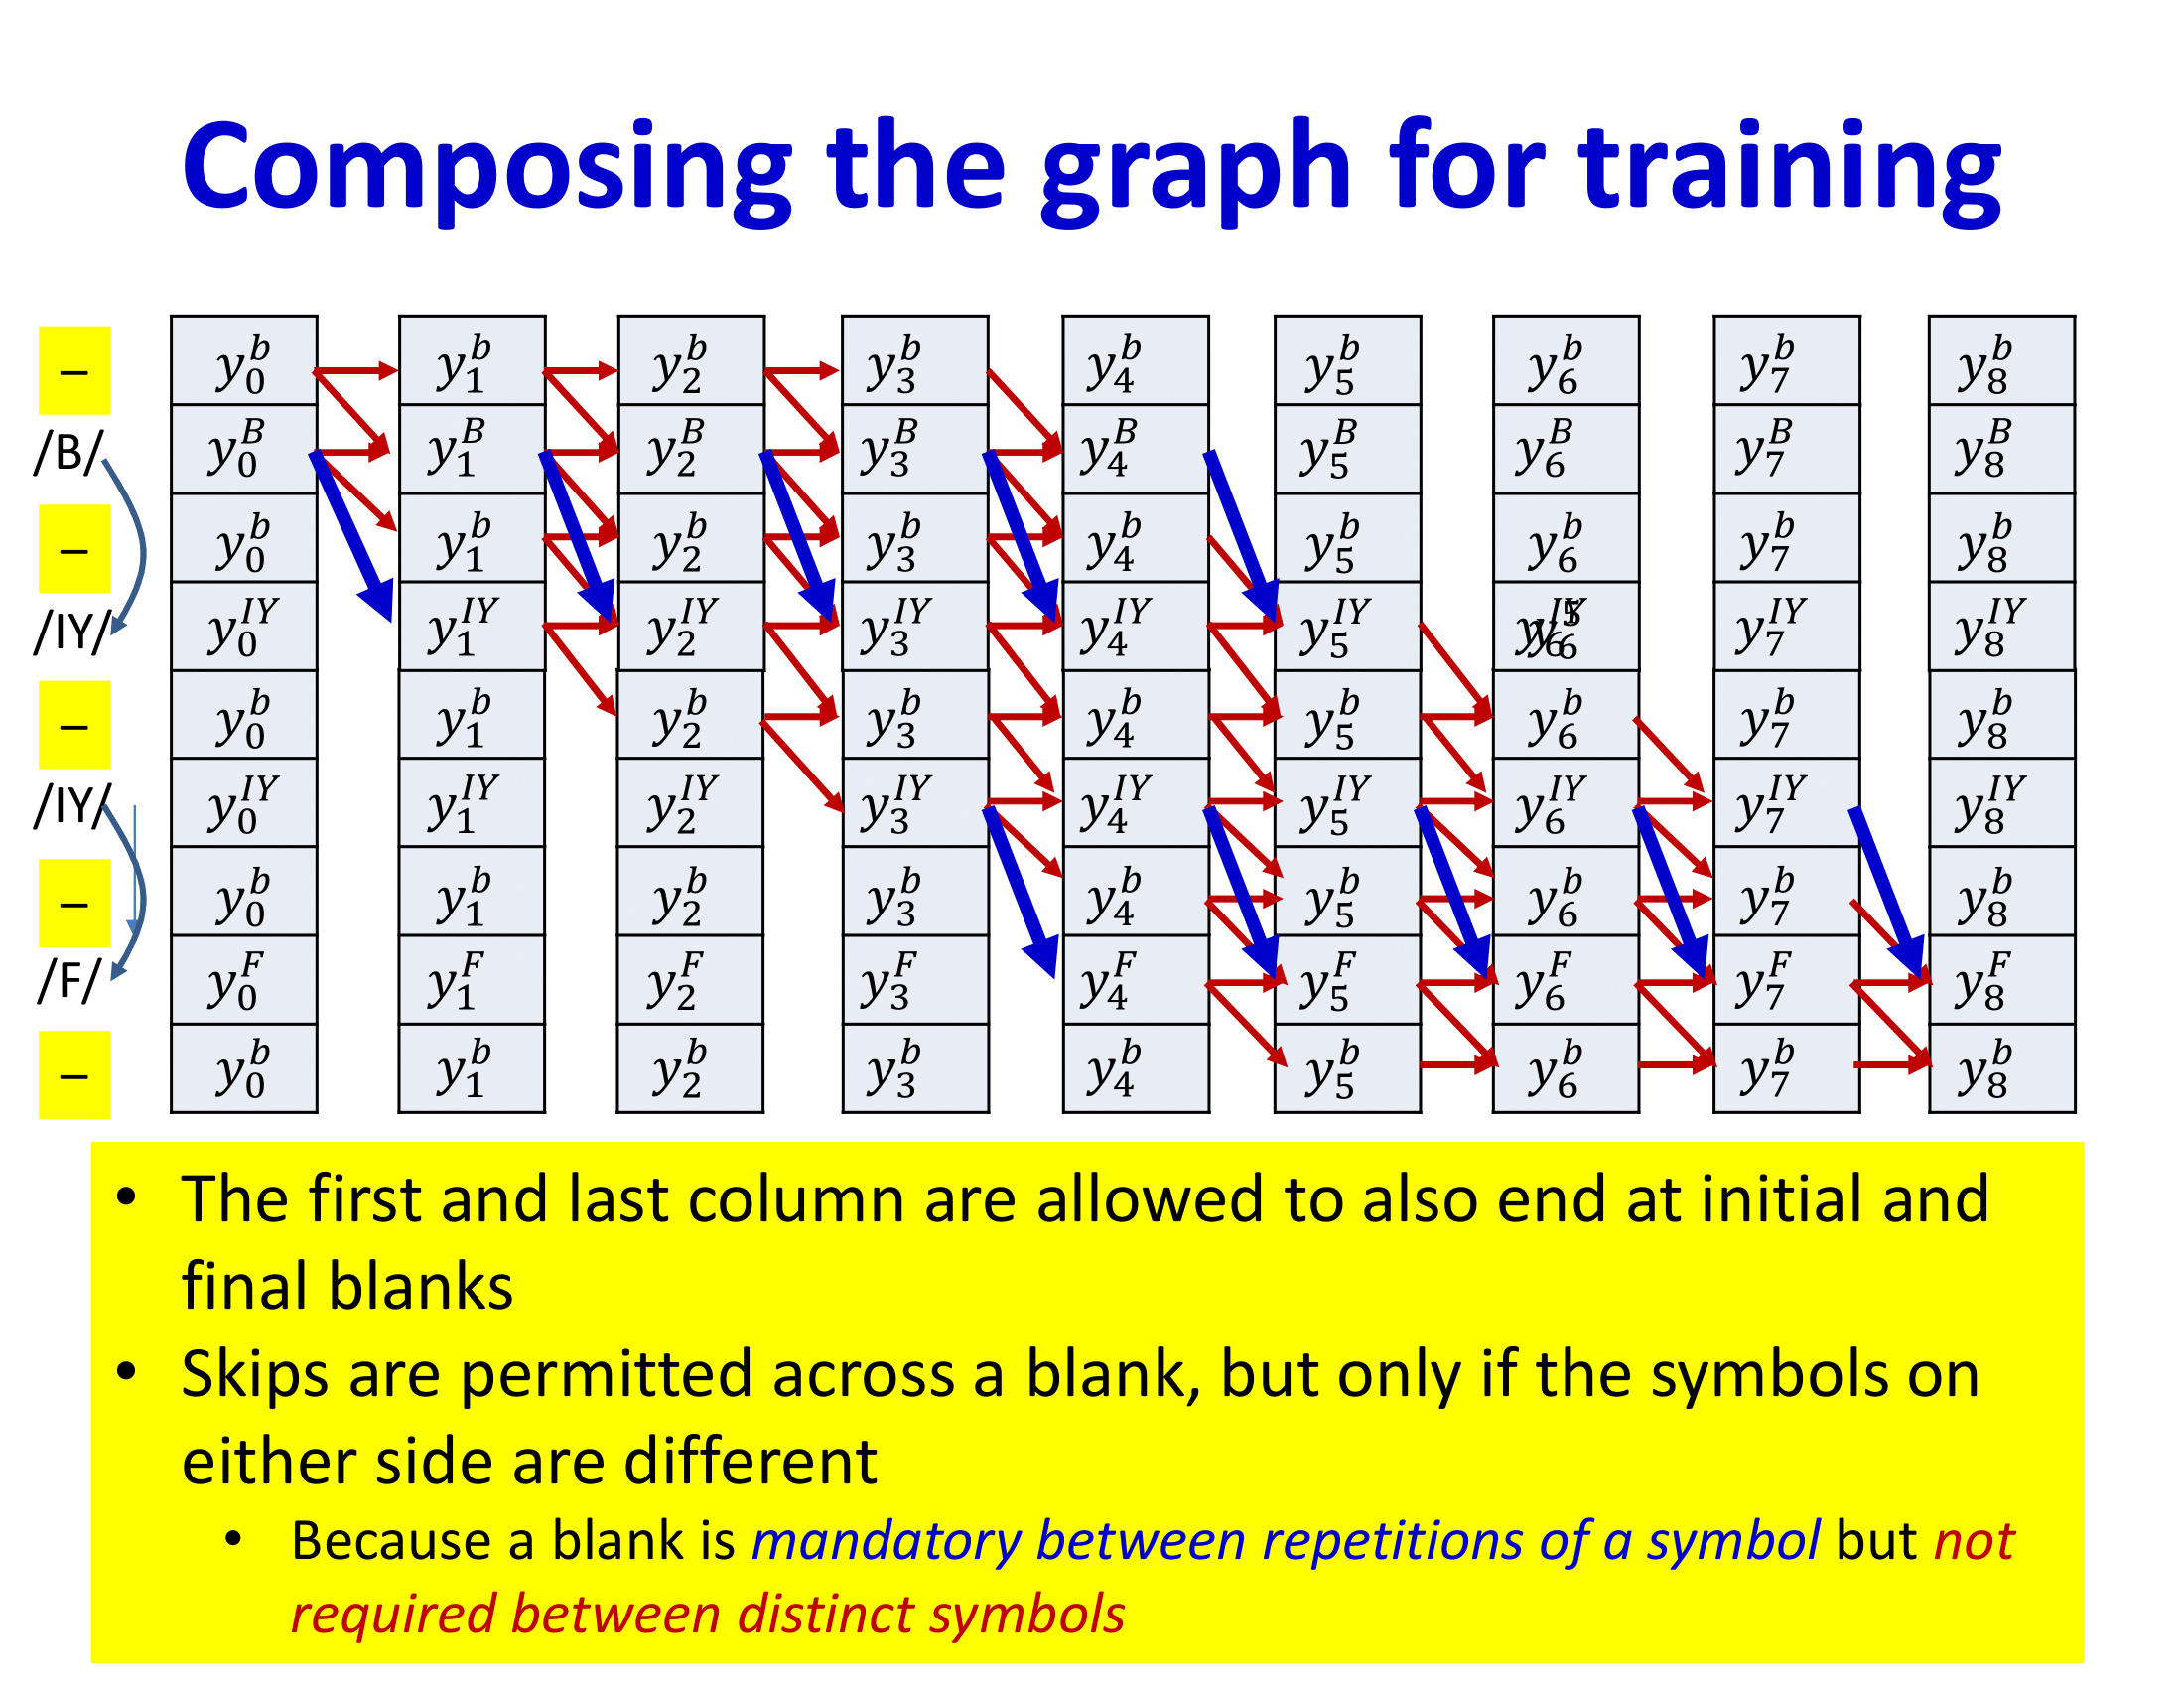 Composing the graph for training
– y_0^b y_1^b y_2^b y_3^b y_4^b y_5^b y_6^b y_7^b y_8^b
/B/ y_0^B y_1^B y_2^B y_3^B y_4^B y_5^B y_6^B y_7^B y_8^B
– y_0^b y_1^b y_2^b y_3^b y_4^b y_5^b y_6^b y_7^b y_8^b
/IY/ y_0^IY y_1^IY y_2^IY y_3^IY y_4^IY y_5^IY y_7^IY y_8^IY
– y_0^b y_1^b y_2^b y_3^b y_4^b y_5^b y_6^b y_7^b y_8^b
/IY/ y_0^IY y_1^IY y_2^IY y_3^IY y_4^IY y_5^IY y_6^IY y_7^IY y_8^IY
– y_0^b y_1^b y_2^b y_3^b y_4^b y_5^b y_6^b y_7^b y_8^b
/F/ y_0^F y_1^F y_2^F y_3^F y_4^F y_5^F y_6^F y_7^F y_8^F
– y_0^b y_1^b y_2^b y_3^b y_4^b y_5^b y_6^b y_7^b y_8^b
• The first and last column are allowed to also end at initial and
final blanks
• Skips are permitted across a blank, but only if the symbols on
either side are different
• Because a blank is mandatory between repetitions of a symbol but not
required between distinct symbols